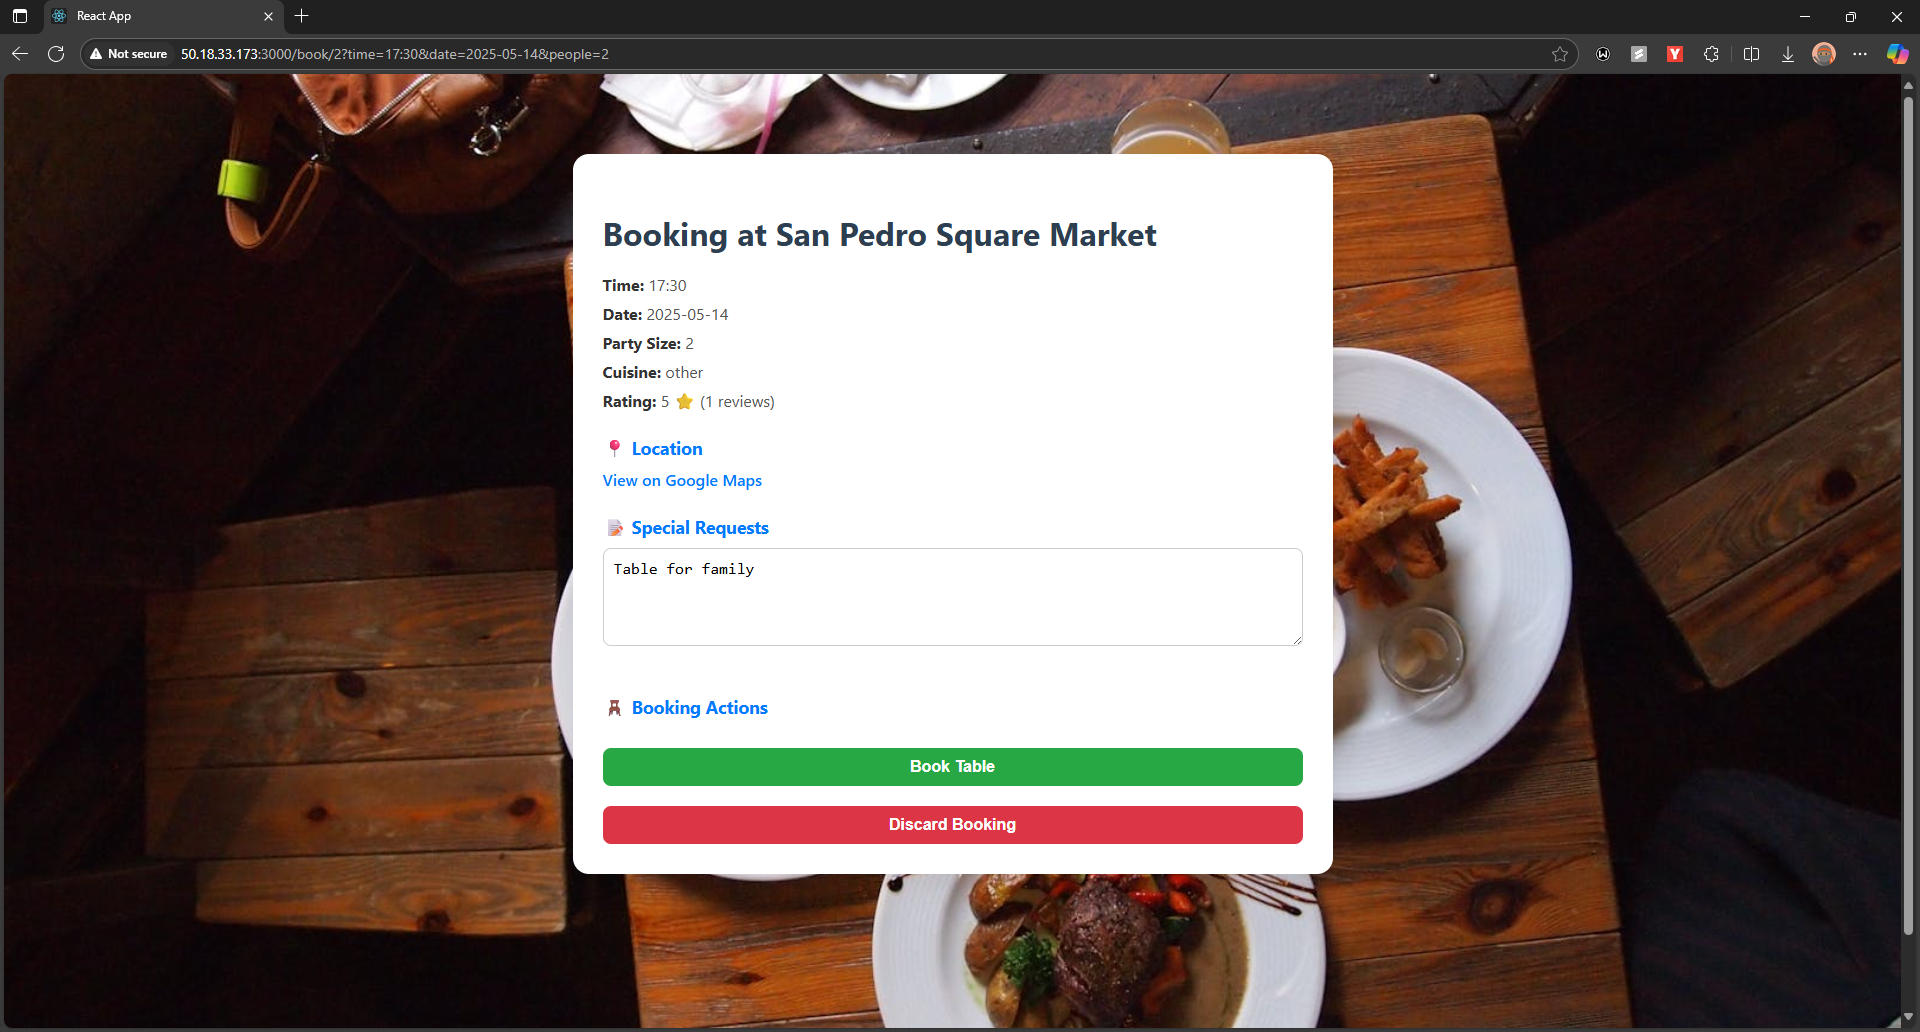 React App
Not secure 50.18.33.173:3000/book/2?time=17:30&date=2025-05-14&people=2
Booking at San Pedro Square Market
Time: 17:30
Date: 2025-05-14
Party Size: 2
Cuisine: other
Rating: 5 ⭐ (1 reviews)
📍 Location
View on Google Maps
📝 Special Requests
Table for family
🪑 Booking Actions
Book Table
Discard Booking